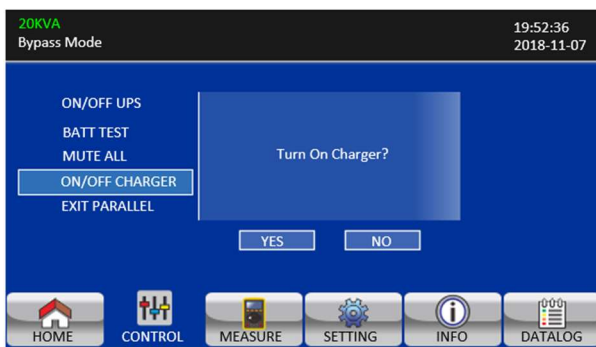 20KVA
Bypass Mode
19:52:36
2018-11-07
ON/OFF UPS
BATT TEST
MUTE ALL
ON/OFF CHARGER
EXIT PARALLEL
Turn On Charger?
YES
NO
HOME
CONTROL
MEASURE
SETTING
INFO
DATALOG